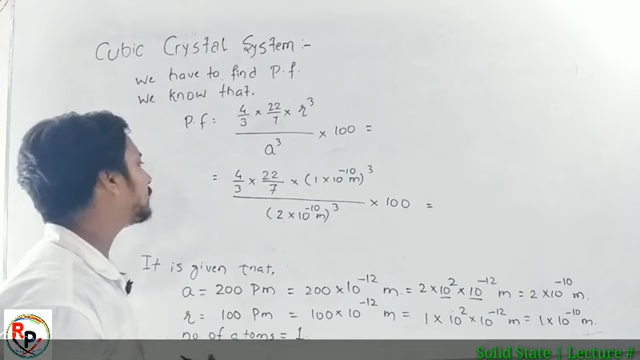 Cubic Crystal System:-
we have to find P.f.
we know that,
P.f = 4/3 × 22/7 × r³ / a³ × 100 =
= 4/3 × 22/7 × (1×10⁻¹⁰m)³ / (2×10⁻¹⁰m)³ × 100 =
It is given that,
a = 200 Pm = 200×10⁻¹² m. = 2×10²×10⁻¹² m = 2×10⁻¹⁰ m.
r = 100 Pm = 100×10⁻¹² m = 1×10²×10⁻¹² m = 1×10⁻¹⁰ m.
no of atoms = 1
RP
Solid State | Lecture #